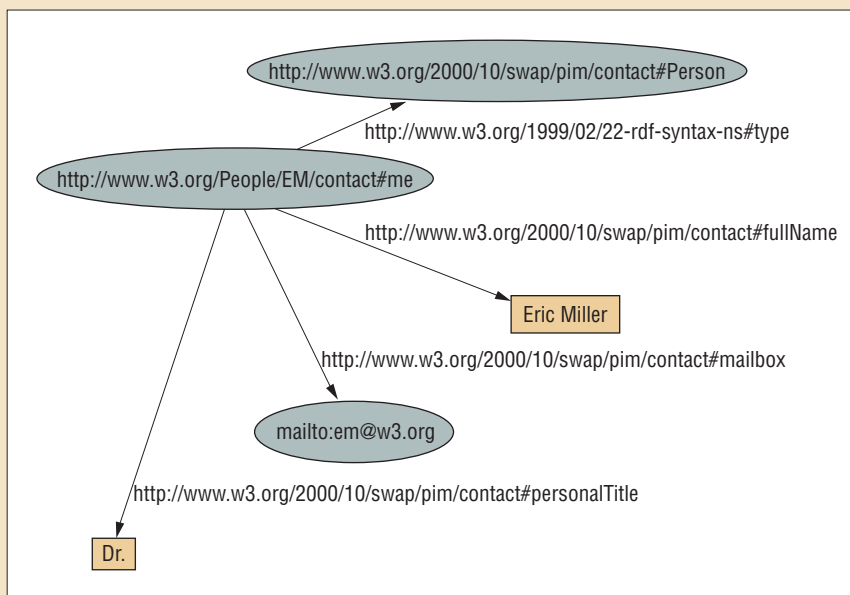 http://www.w3.org/2000/10/swap/pim/contact#Person
http://www.w3.org/1999/02/22-rdf-syntax-ns#type
http://www.w3.org/People/EM/contact#me
http://www.w3.org/2000/10/swap/pim/contact#fullName
Eric Miller
http://www.w3.org/2000/10/swap/pim/contact#mailbox
mailto:em@w3.org
http://www.w3.org/2000/10/swap/pim/contact#personalTitle
Dr.